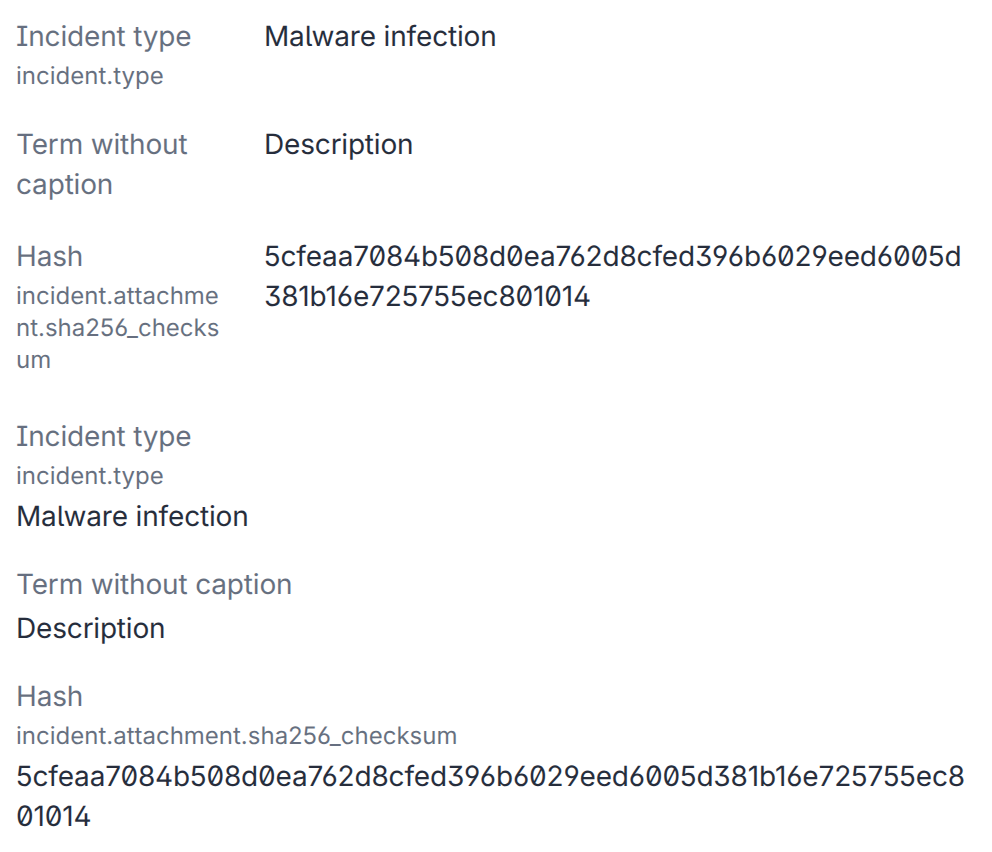 Incident type
incident.type
Malware infection
Term without
caption
Description
Hash
incident.attachme
nt.sha256_checks
um
5cfeaa7084b508d0ea762d8cfed396b6029eed6005d
381b16e725755ec801014
Incident type
incident.type
Malware infection
Term without caption
Description
Hash
incident.attachment.sha256_checksum
5cfeaa7084b508d0ea762d8cfed396b6029eed6005d381b16e725755ec8
01014